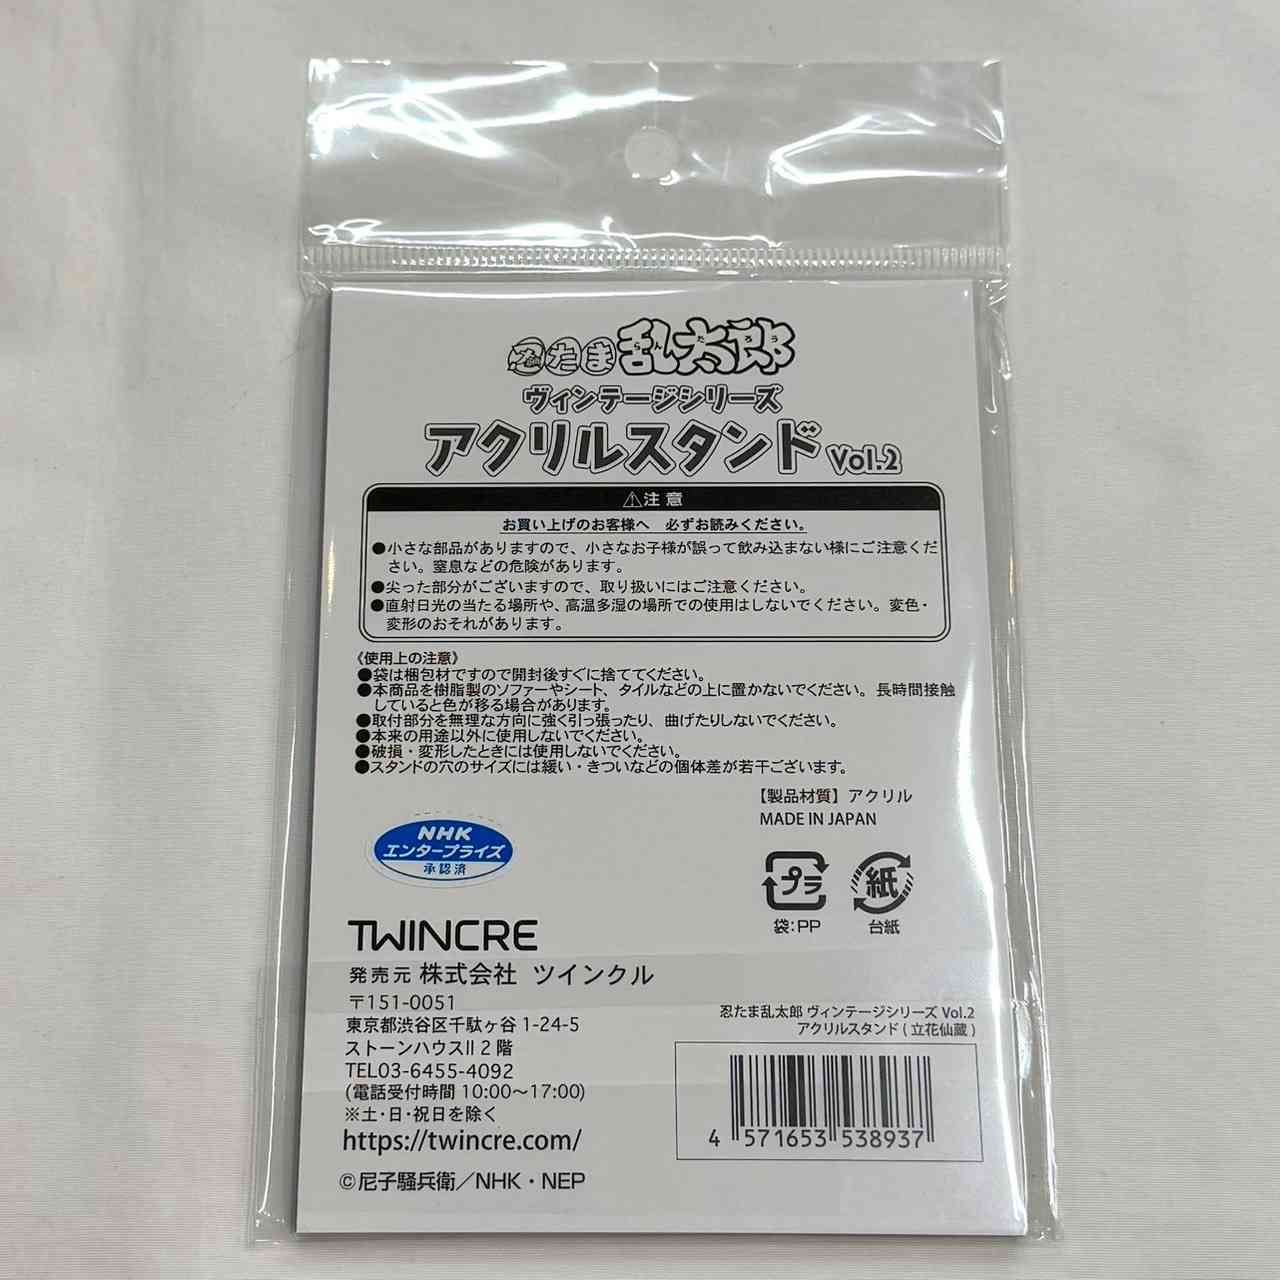 忍たま乱太郎
らんたろう
ヴィンテージシリーズ
アクリルスタンド Vol.2
⚠注意
お買い上げのお客様へ 必ずお読みください。
●小さな部品がありますので、小さなお子様が誤って飲み込まない様にご注意くだ
さい。窒息などの危険があります。
●尖った部分がございますので、取り扱いにはご注意ください。
●直射日光の当たる場所や、高温多湿の場所での使用はしないでください。変色・
変形のおそれがあります。
《使用上の注意》
●袋は梱包材ですので開封後すぐに捨ててください。
●本商品を樹脂製のソファーやシート、タイルなどの上に置かないでください。長時間接触
していると色が移る場合があります。
●取付部分を無理な方向に強く引っ張ったり、曲げたりしないでください。
●本来の用途以外に使用しないでください。
●破損・変形したときには使用しないでください。
●スタンドの穴のサイズには緩い・きついなどの個体差が若干ございます。
【製品材質】アクリル
MADE IN JAPAN
NHK
エンタープライズ
承認済
プラ
袋:PP
紙
台紙
TWINCRE
発売元 株式会社 ツインクル
〒151-0051
東京都渋谷区千駄ヶ谷 1-24-5
ストーンハウスII 2 階
TEL03-6455-4092
(電話受付時間 10:00〜17:00)
※土・日・祝日を除く
https://twincre.com/
©尼子騒兵衛／NHK・NEP
忍たま乱太郎 ヴィンテージシリーズ Vol.2
アクリルスタンド ( 立花仙蔵 )
4 571653 538937